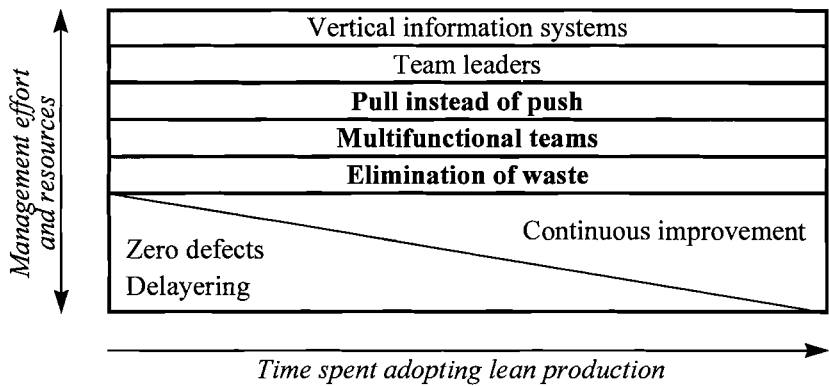 Management effort
and resources
Vertical information systems
Team leaders
Pull instead of push
Multifunctional teams
Elimination of waste
Continuous improvement
Zero defects
Delayering
Time spent adopting lean production